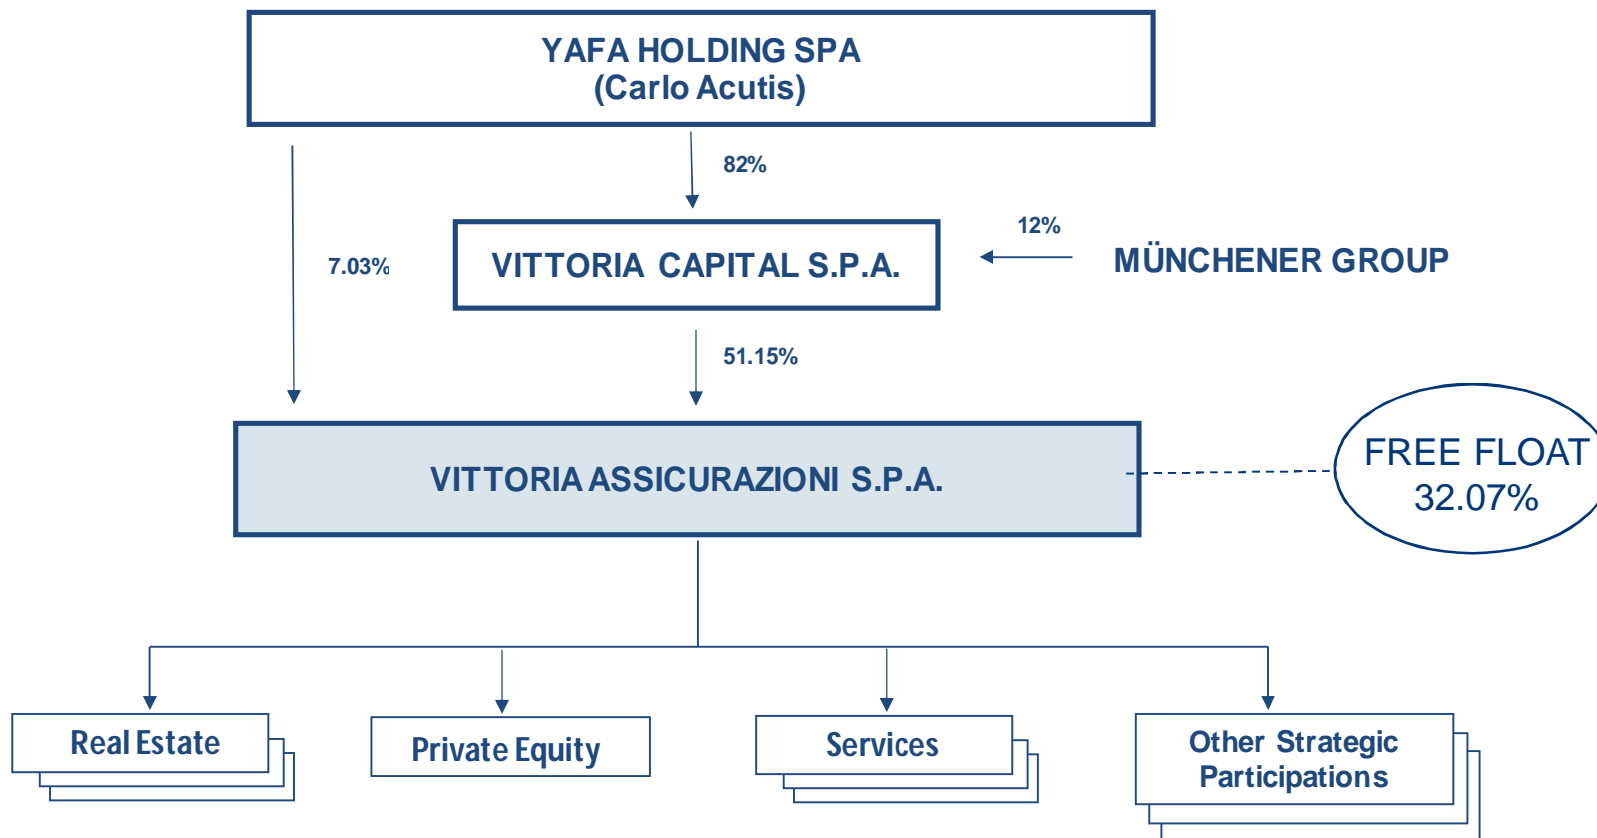 YAFA HOLDING SPA
(Carlo Acutis)
82%
12%
7.03%
VITTORIA CAPITAL S.P.A.
MÜNCHENER GROUP
51.15%
VITTORIA ASSICURAZIONI S.P.A.
FREE FLOAT
32.07%
Real Estate
Private Equity
Services
Other Strategic
Participations